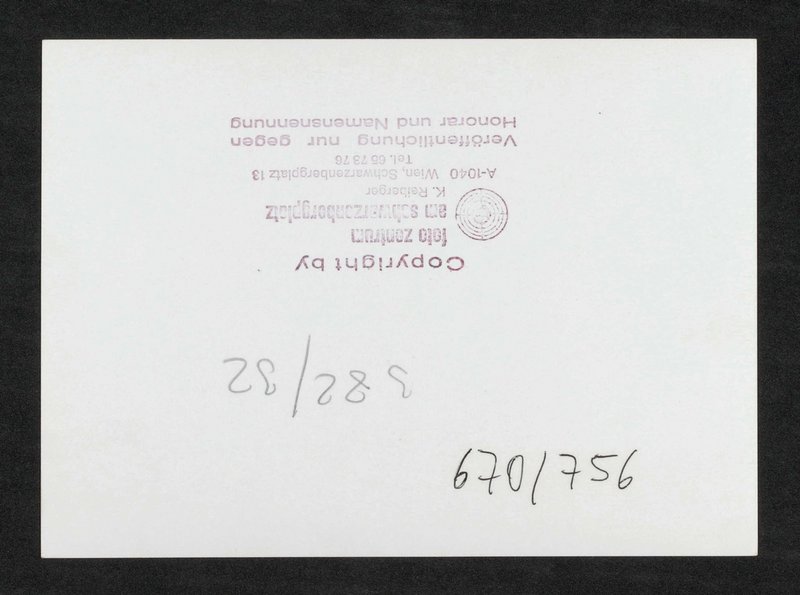 Copyright by
foto zentrum
am schwarzenbergplatz
K. Reiberger
A-1040 Wien, Schwarzenbergplatz 13
Tel. 65 73 76
Veröffentlichung nur gegen
Honorar und Namensnennung
382/32
670/756